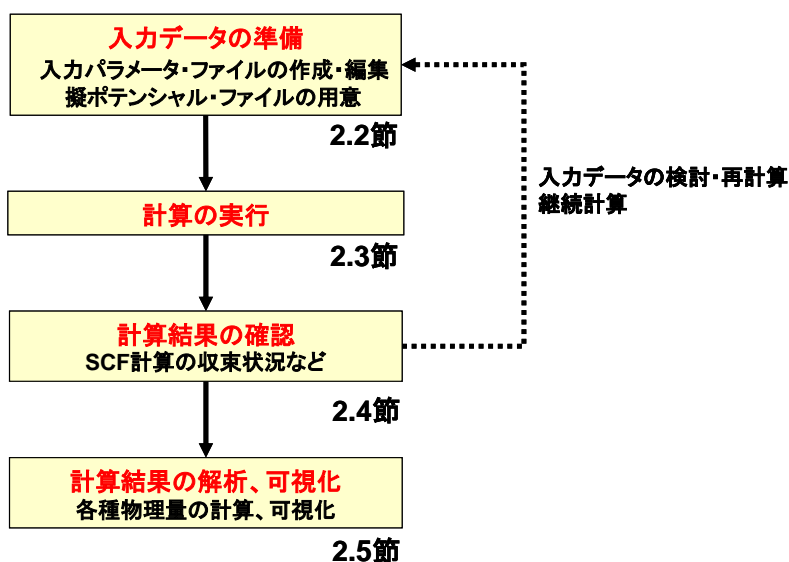 入力データの準備
入力パラメータ・ファイルの作成・編集
擬ポテンシャル・ファイルの用意
2.2節
入力データの検討・再計算
継続計算
計算の実行
2.3節
計算結果の確認
SCF計算の収束状況など
2.4節
計算結果の解析、可視化
各種物理量の計算、可視化
2.5節